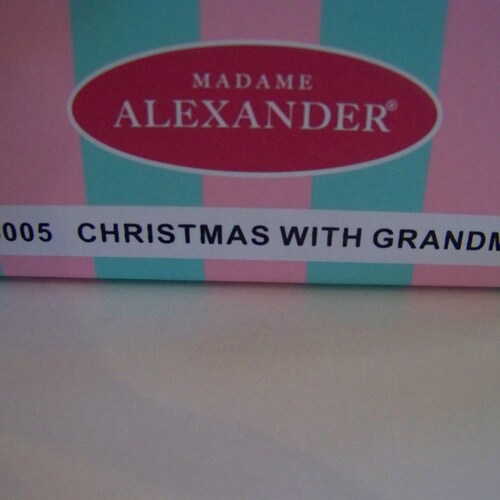 MADAME
ALEXANDER®
005 CHRISTMAS WITH GRANDM